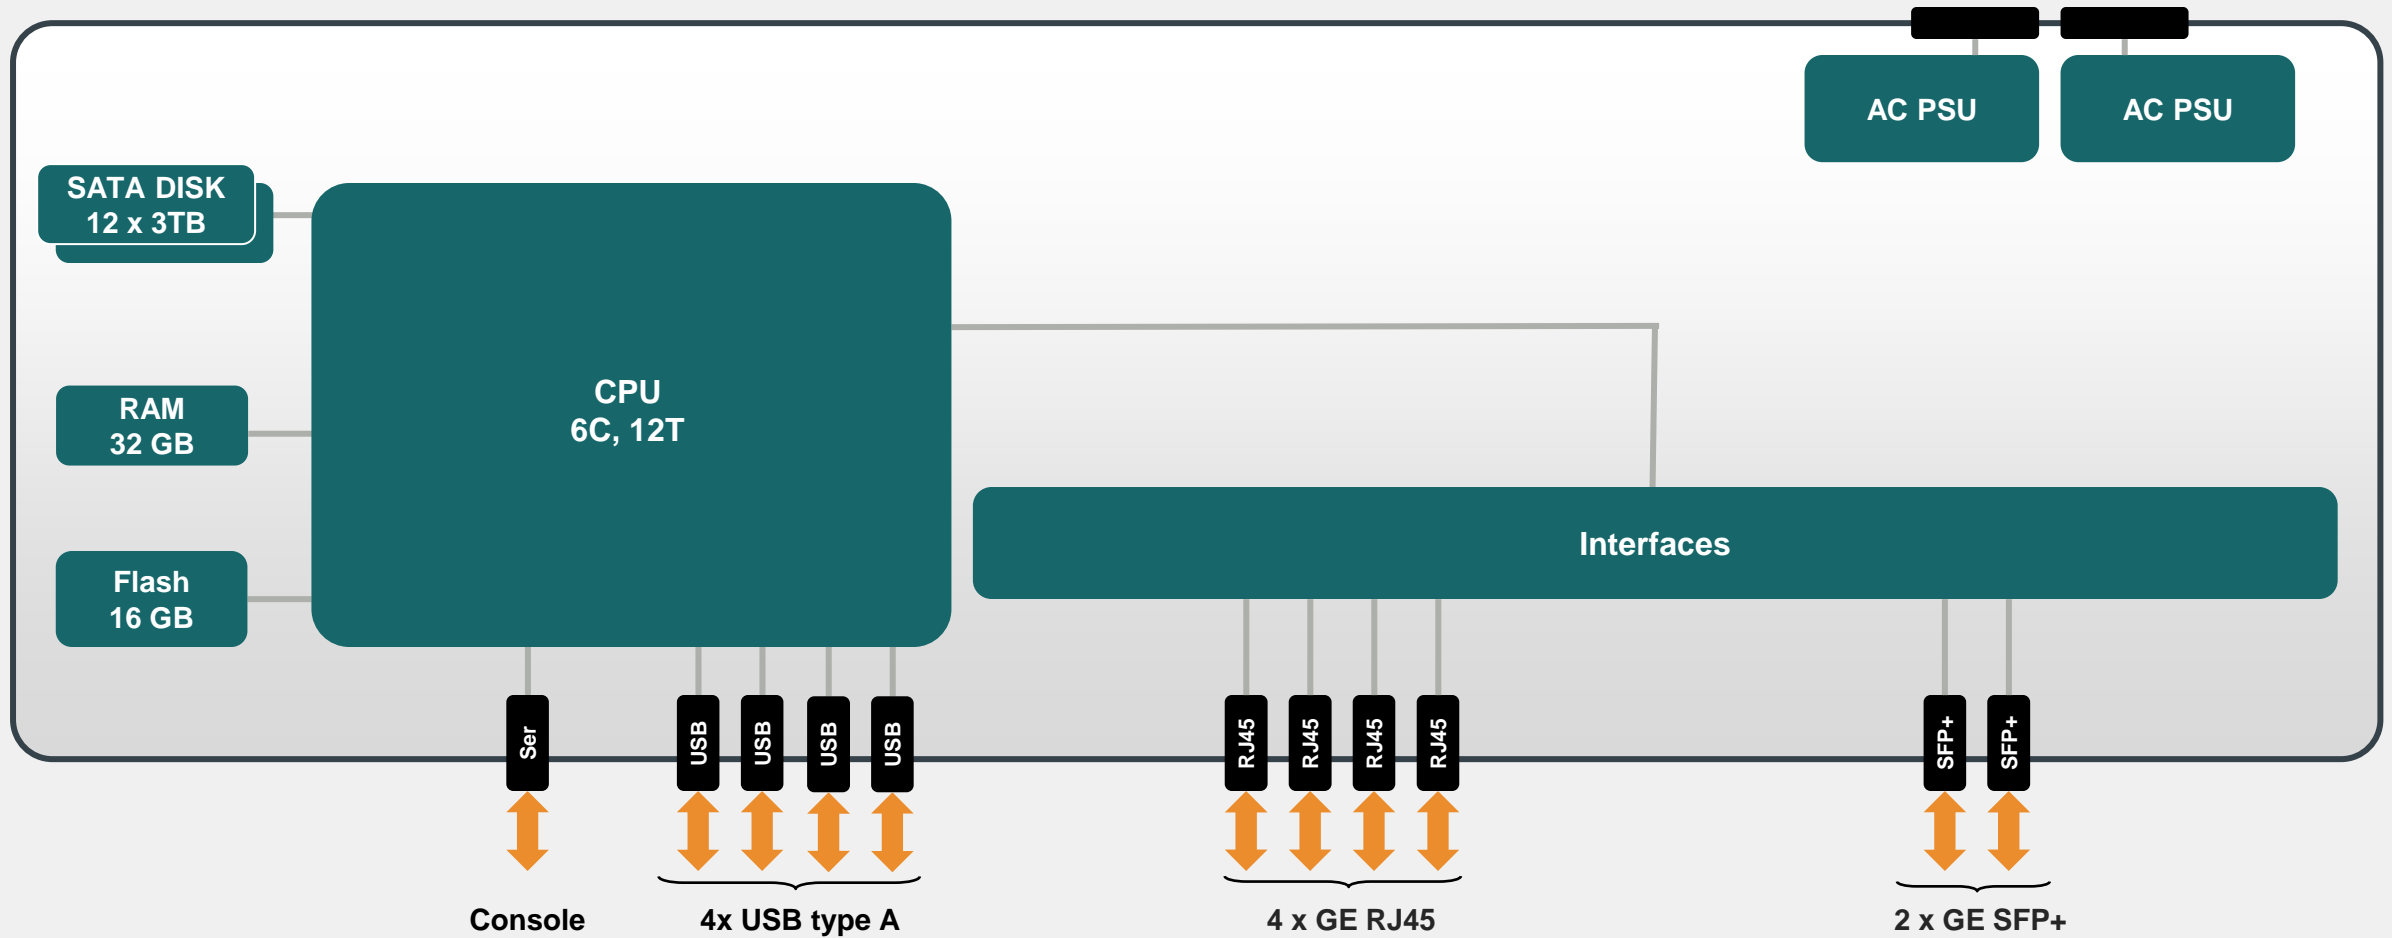 AC PSU
AC PSU
SATA DISK
12 x 3TB
CPU
6C, 12T
RAM
32 GB
Interfaces
Flash
16 GB
Ser
USB
USB
USB
USB
RJ45
RJ45
RJ45
RJ45
SFP+
SFP+
Console
4x USB type A
4 x GE RJ45
2 x GE SFP+